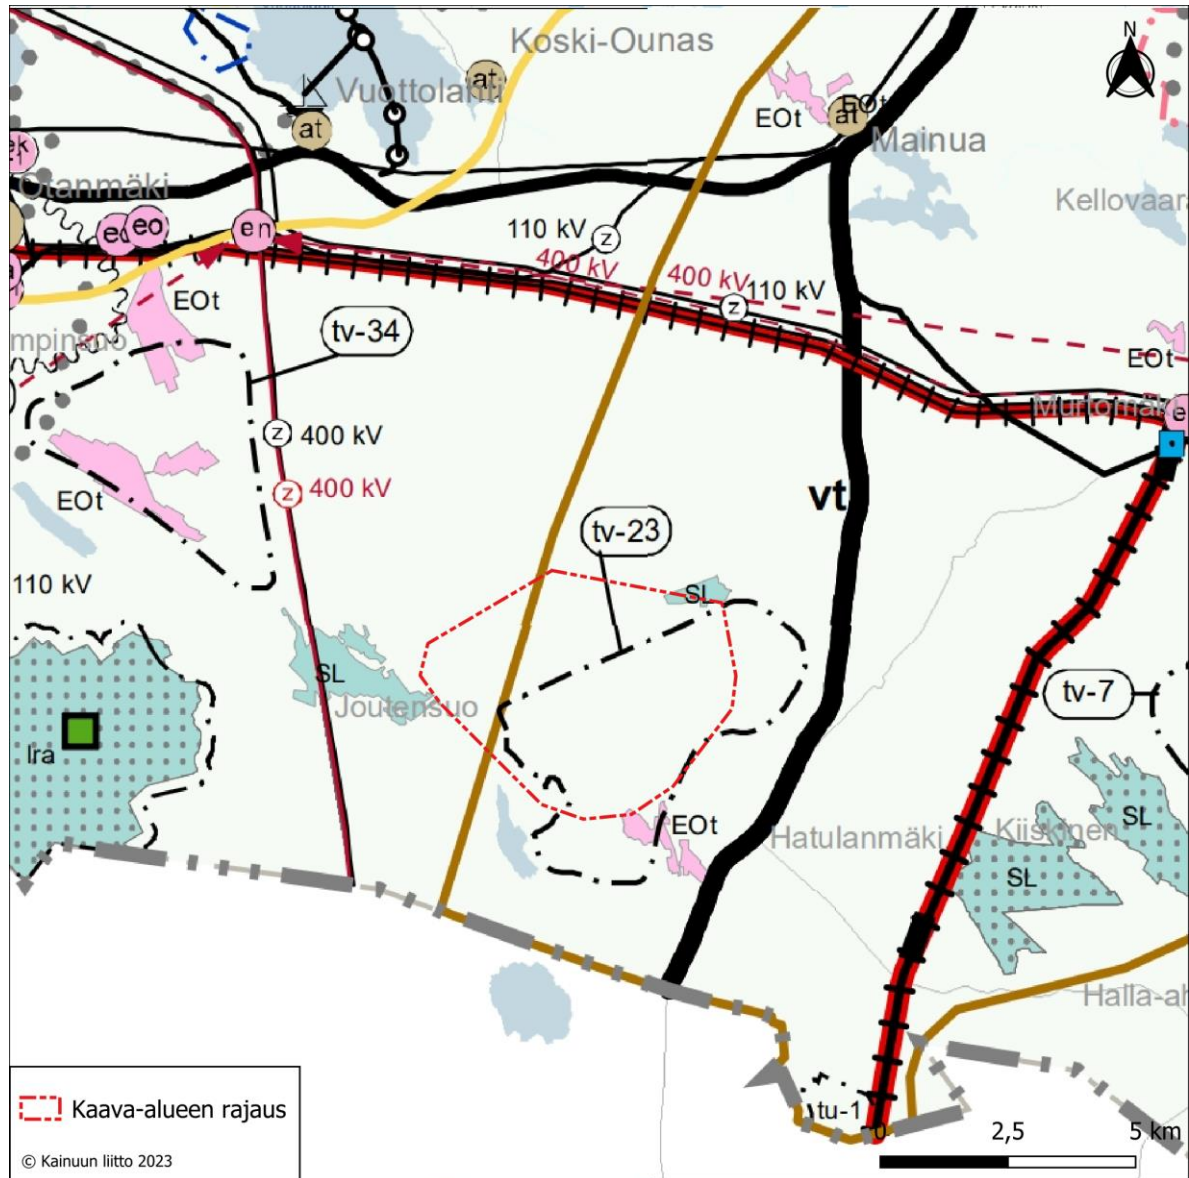 Koski-Ounas
N
at
Vuottolahti
EOt
EOt
at
at
Mainua
ek
Otanmäki
Kellovaara
eo
en
110 kV
z
400 kV
400 kV
110 kV
z
EOt
tv-34
EOt
mpinsuo
Murtomäki
e
z
400 kV
z
400 kV
EOt
vt
tv-23
110 kV
SL
SL
Joutensuo
tv-7
Ira
SL
EOt
Hatulanmäki
Kiiskinen
SL
Halla-ah
tu-1
Kaava-alueen rajaus
© Kainuun liitto 2023
0
2,5
5 km